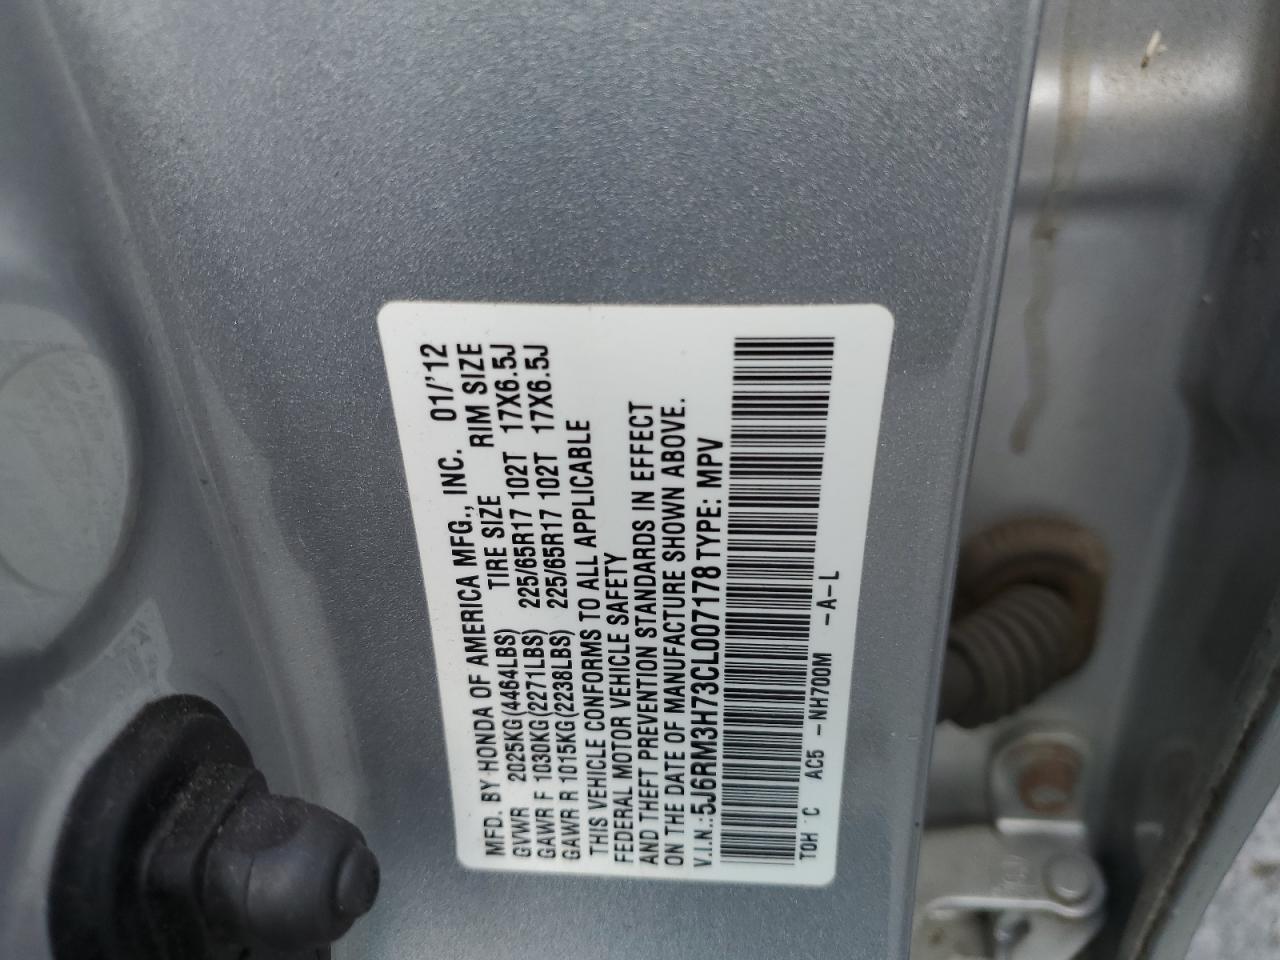 MFD. BY HONDA OF AMERICA MFG., INC. 01/'12
TIRE SIZE RIM SIZE
GVWR 2025KG(4464LBS)
GAWR F 1030KG(2271LBS) 225/65R17 102T 17X6.5J
GAWR R 1015KG(2238LBS) 225/65R17 102T 17X6.5J
THIS VEHICLE CONFORMS TO ALL APPLICABLE
FEDERAL MOTOR VEHICLE SAFETY
AND THEFT PREVENTION STANDARDS IN EFFECT
ON THE DATE OF MANUFACTURE SHOWN ABOVE.
V.I.N.:5J6RM3H73CL007178 TYPE: MPV
TOH C AC5 -NH700M -A-L